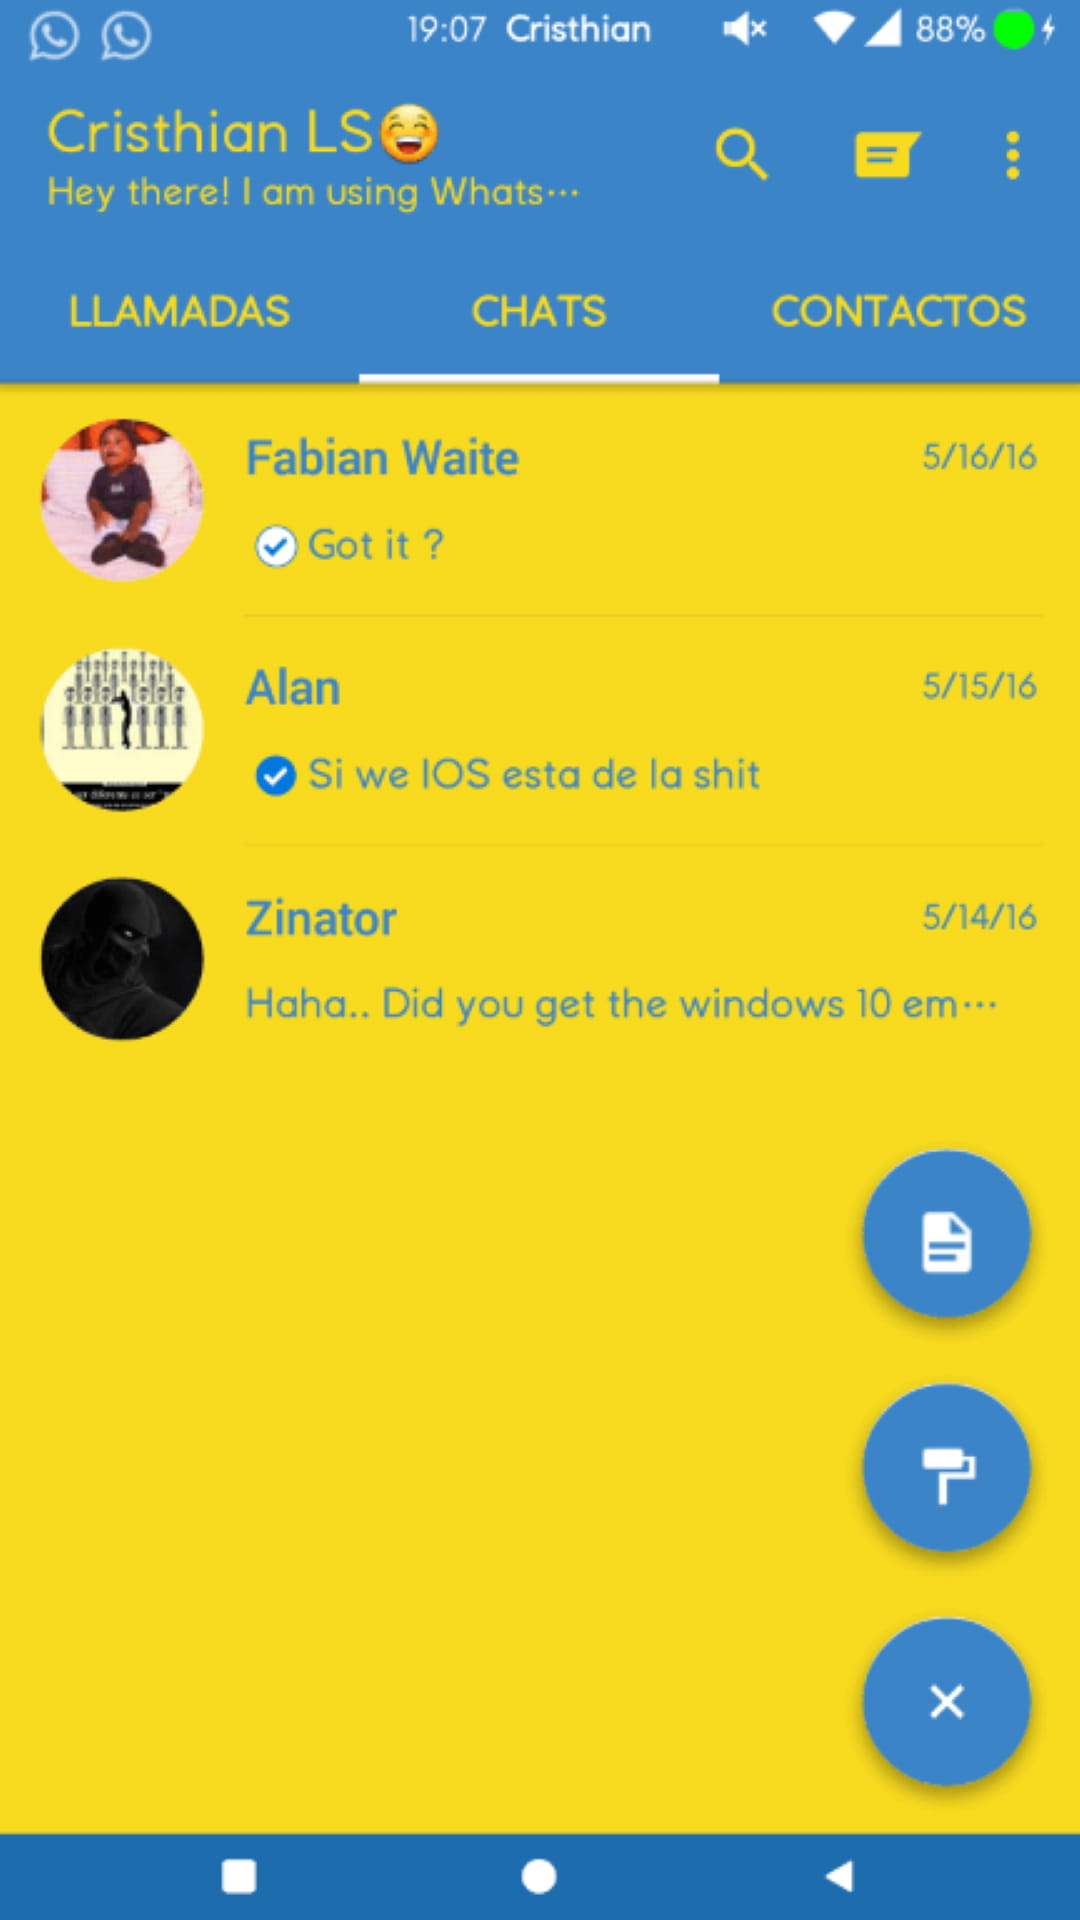 19:07 Cristhian 88%
Cristhian LS😁
Hey there! I am using Whats…
LLAMADAS CHATS CONTACTOS
Fabian Waite 5/16/16
Got it ?
Alan 5/15/16
Si we IOS esta de la shit
Zinator 5/14/16
Haha.. Did you get the windows 10 em…